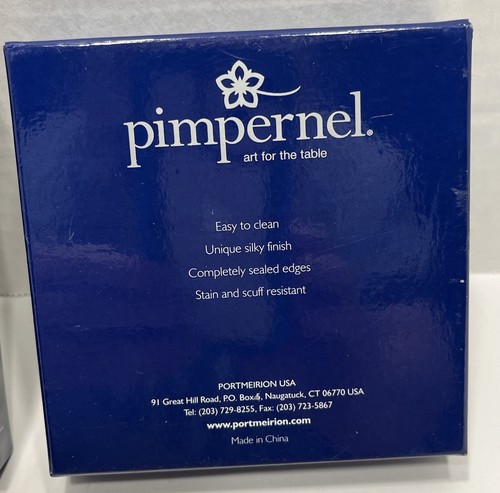 pimpernel.
art for the table
Easy to clean
Unique silky finish
Completely sealed edges
Stain and scuff resistant
PORTMEIRION USA
91 Great Hill Road, P.O. Box, Naugatuck, CT 06770 USA
Tel: (203) 729-8255, Fax: (203) 723-5867
www.portmeirion.com
Made in China